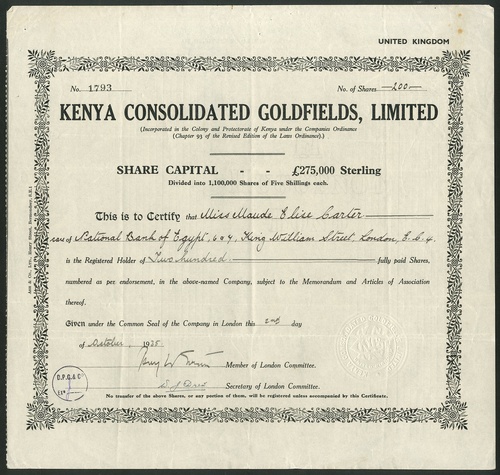 UNITED KINGDOM
No. 1793
No. of Shares —200—
KENYA CONSOLIDATED GOLDFIELDS, LIMITED
(Incorporated in the Colony and Protectorate of Kenya under the Companies Ordinance
(Chapter 93 of the Revised Edition of the Laws Ordinance).)
SHARE CAPITAL - - £275,000 Sterling
Divided into 1,100,000 Shares of Five Shillings each.
This is to Certify that Miss Maude Elise Carter
of National Bank of Egypt, 6 & 7, King William Street, London, E.C.4.
is the Registered Holder of Two hundred fully paid Shares,
numbered as per endorsement, in the above-named Company, subject to the Memorandum and Articles of Association
thereof.
Given under the Common Seal of the Company in London this 2nd day
of October, 1935
Member of London Committee.
Secretary of London Committee.
D.P.G.& Co
No transfer of the above Shares, or any portion of them, will be registered unless accompanied by this Certificate.